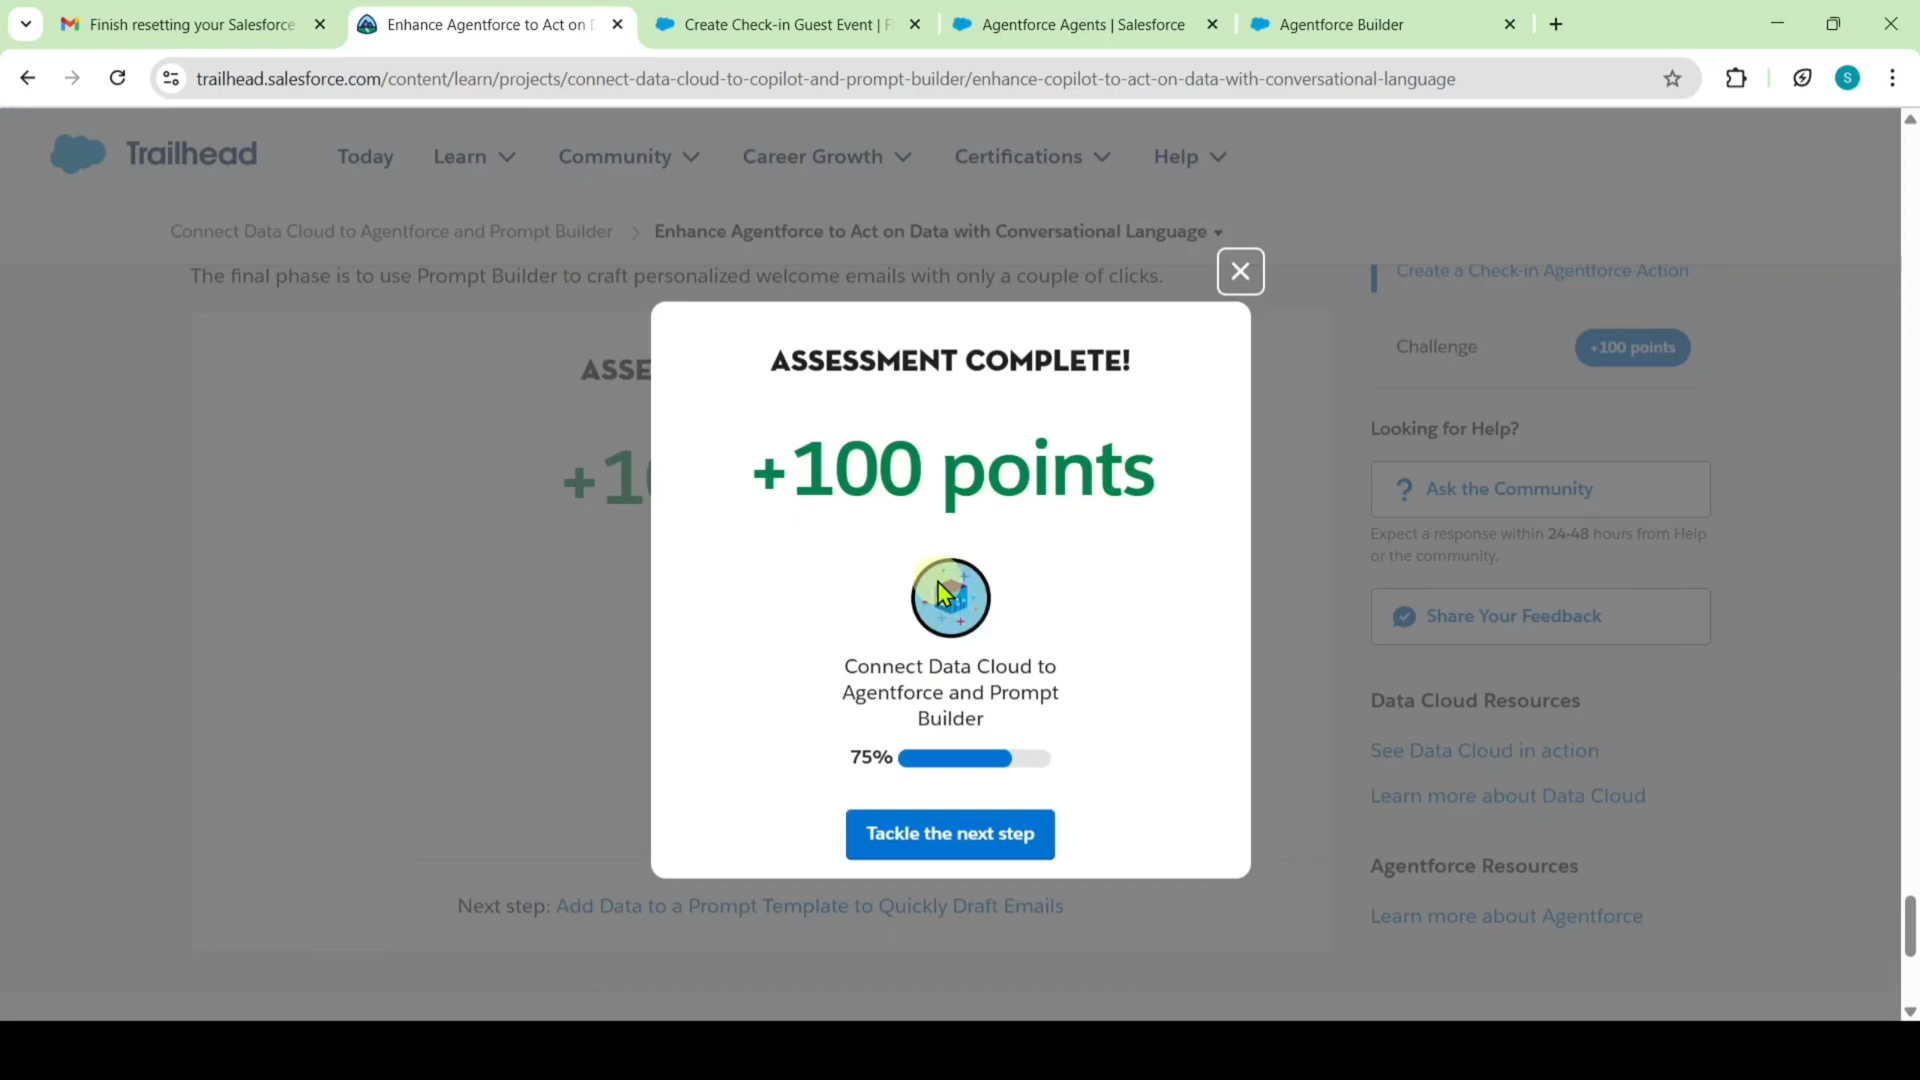 Finish resetting your Salesforce
Enhance Agentforce to Act on D
Create Check-in Guest Event | F
Agentforce Agents | Salesforce
Agentforce Builder
trailhead.salesforce.com/content/learn/projects/connect-data-cloud-to-copilot-and-prompt-builder/enhance-copilot-to-act-on-data-with-conversational-language
S
Trailhead
Today
Learn
Community
Career Growth
Certifications
Help
Connect Data Cloud to Agentforce and Prompt Builder
Enhance Agentforce to Act on Data with Conversational Language
The final phase is to use Prompt Builder to craft personalized welcome emails with only a couple of clicks.
ASSE
+10
ASSESSMENT COMPLETE!
+100 points
Connect Data Cloud to
Agentforce and Prompt
Builder
75%
Tackle the next step
Next step: Add Data to a Prompt Template to Quickly Draft Emails
Create a Check-in Agentforce Action
Challenge
+100 points
Looking for Help?
Ask the Community
Expect a response within 24-48 hours from Help
or the community.
Share Your Feedback
Data Cloud Resources
See Data Cloud in action
Learn more about Data Cloud
Agentforce Resources
Learn more about Agentforce